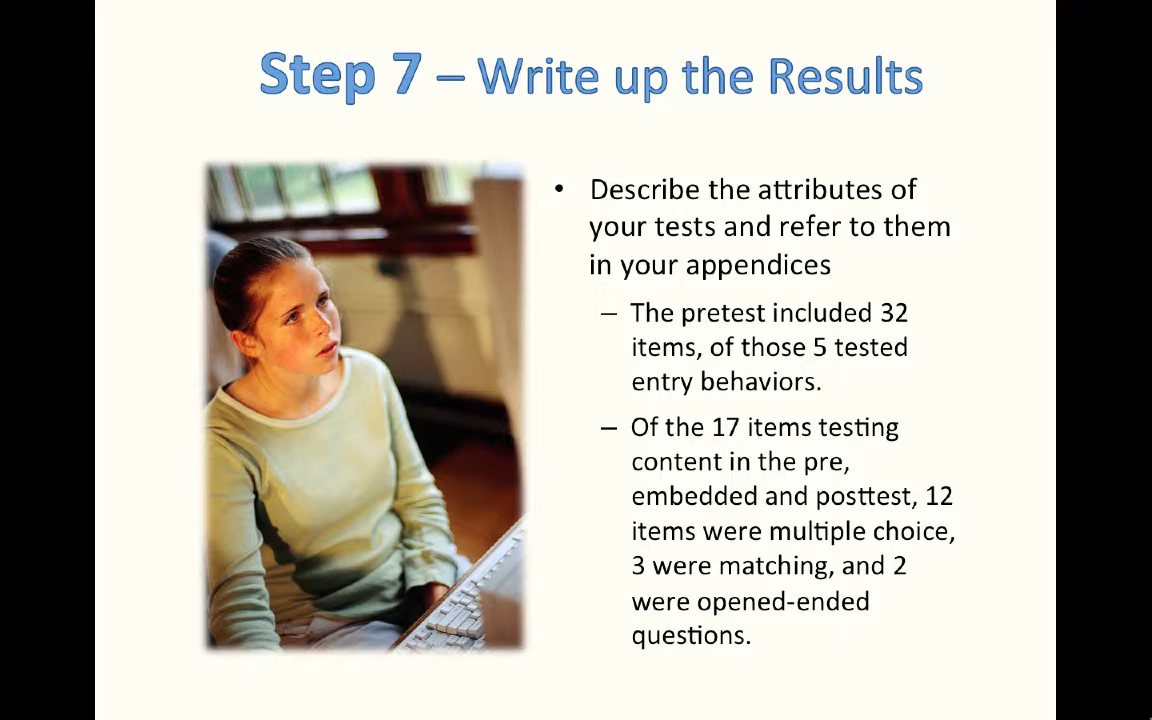 Step 7 – Write up the Results
• Describe the attributes of
your tests and refer to them
in your appendices
– The pretest included 32
items, of those 5 tested
entry behaviors.
– Of the 17 items testing
content in the pre,
embedded and posttest, 12
items were multiple choice,
3 were matching, and 2
were opened-ended
questions.